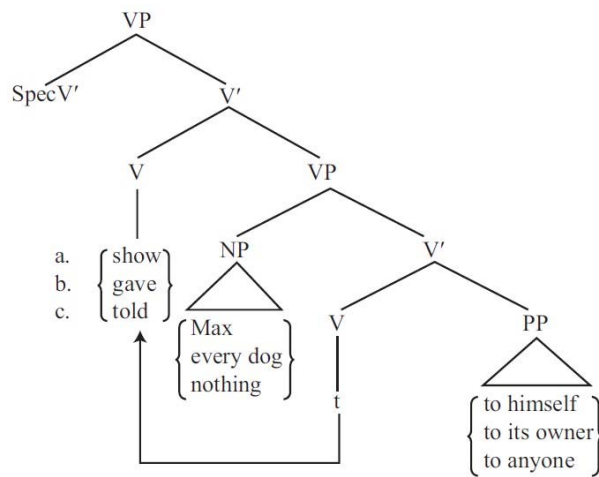 VP
SpecV′ V′
V VP
NP V′
a. show
b. gave
c. told
V PP
Max
every dog
nothing
t
to himself
to its owner
to anyone